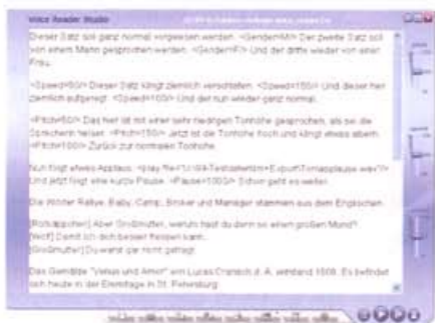 Voice Reader Studio
Dieser Satz soll ganz normal vorgelesen werden. <Gender=M/> Der zweite Satz soll
von einem Mann gesprochen werden. <Gender=F/> Und der dritte wieder von einer
Frau.
<Speed=50/> Dieser Satz klingt ziemlich verschlafen. <Speed=150/> Und dieser hier
ziemlich aufgeregt. <Speed=100/> Und der nun wieder ganz normal.
<Pitch=50/> Das hier ist mit einer sehr niedrigen Tonhöhe gesprochen, als sei die
Sprecherin heiser. <Pitch=150/> Jetzt ist die Tonhöhe hoch und klingt etwas albern.
<Pitch=100/> Zurück zur normalen Tonhöhe.
Nun folgt etwas Applaus: <play file=
Und jetzt folgt eine kurze Pause. <Pause=1000/> Schon geht es weiter.
Die Wörter Rallye, Baby, Camp, Broker und Manager stammen aus dem Englischen.
[Rotkäppchen] Aber Großmutter, warum hast du denn so einen großen Mund?
[Wolf] Damit ich dich besser fressen kann.
[Großmutter] Du warst gar nicht gefragt.
Das Gemälde "Venus und Amor" von Lucas Cranach d. Ä. entstand 1509. Es befindet
sich heute in der Eremitage in St. Petersburg.